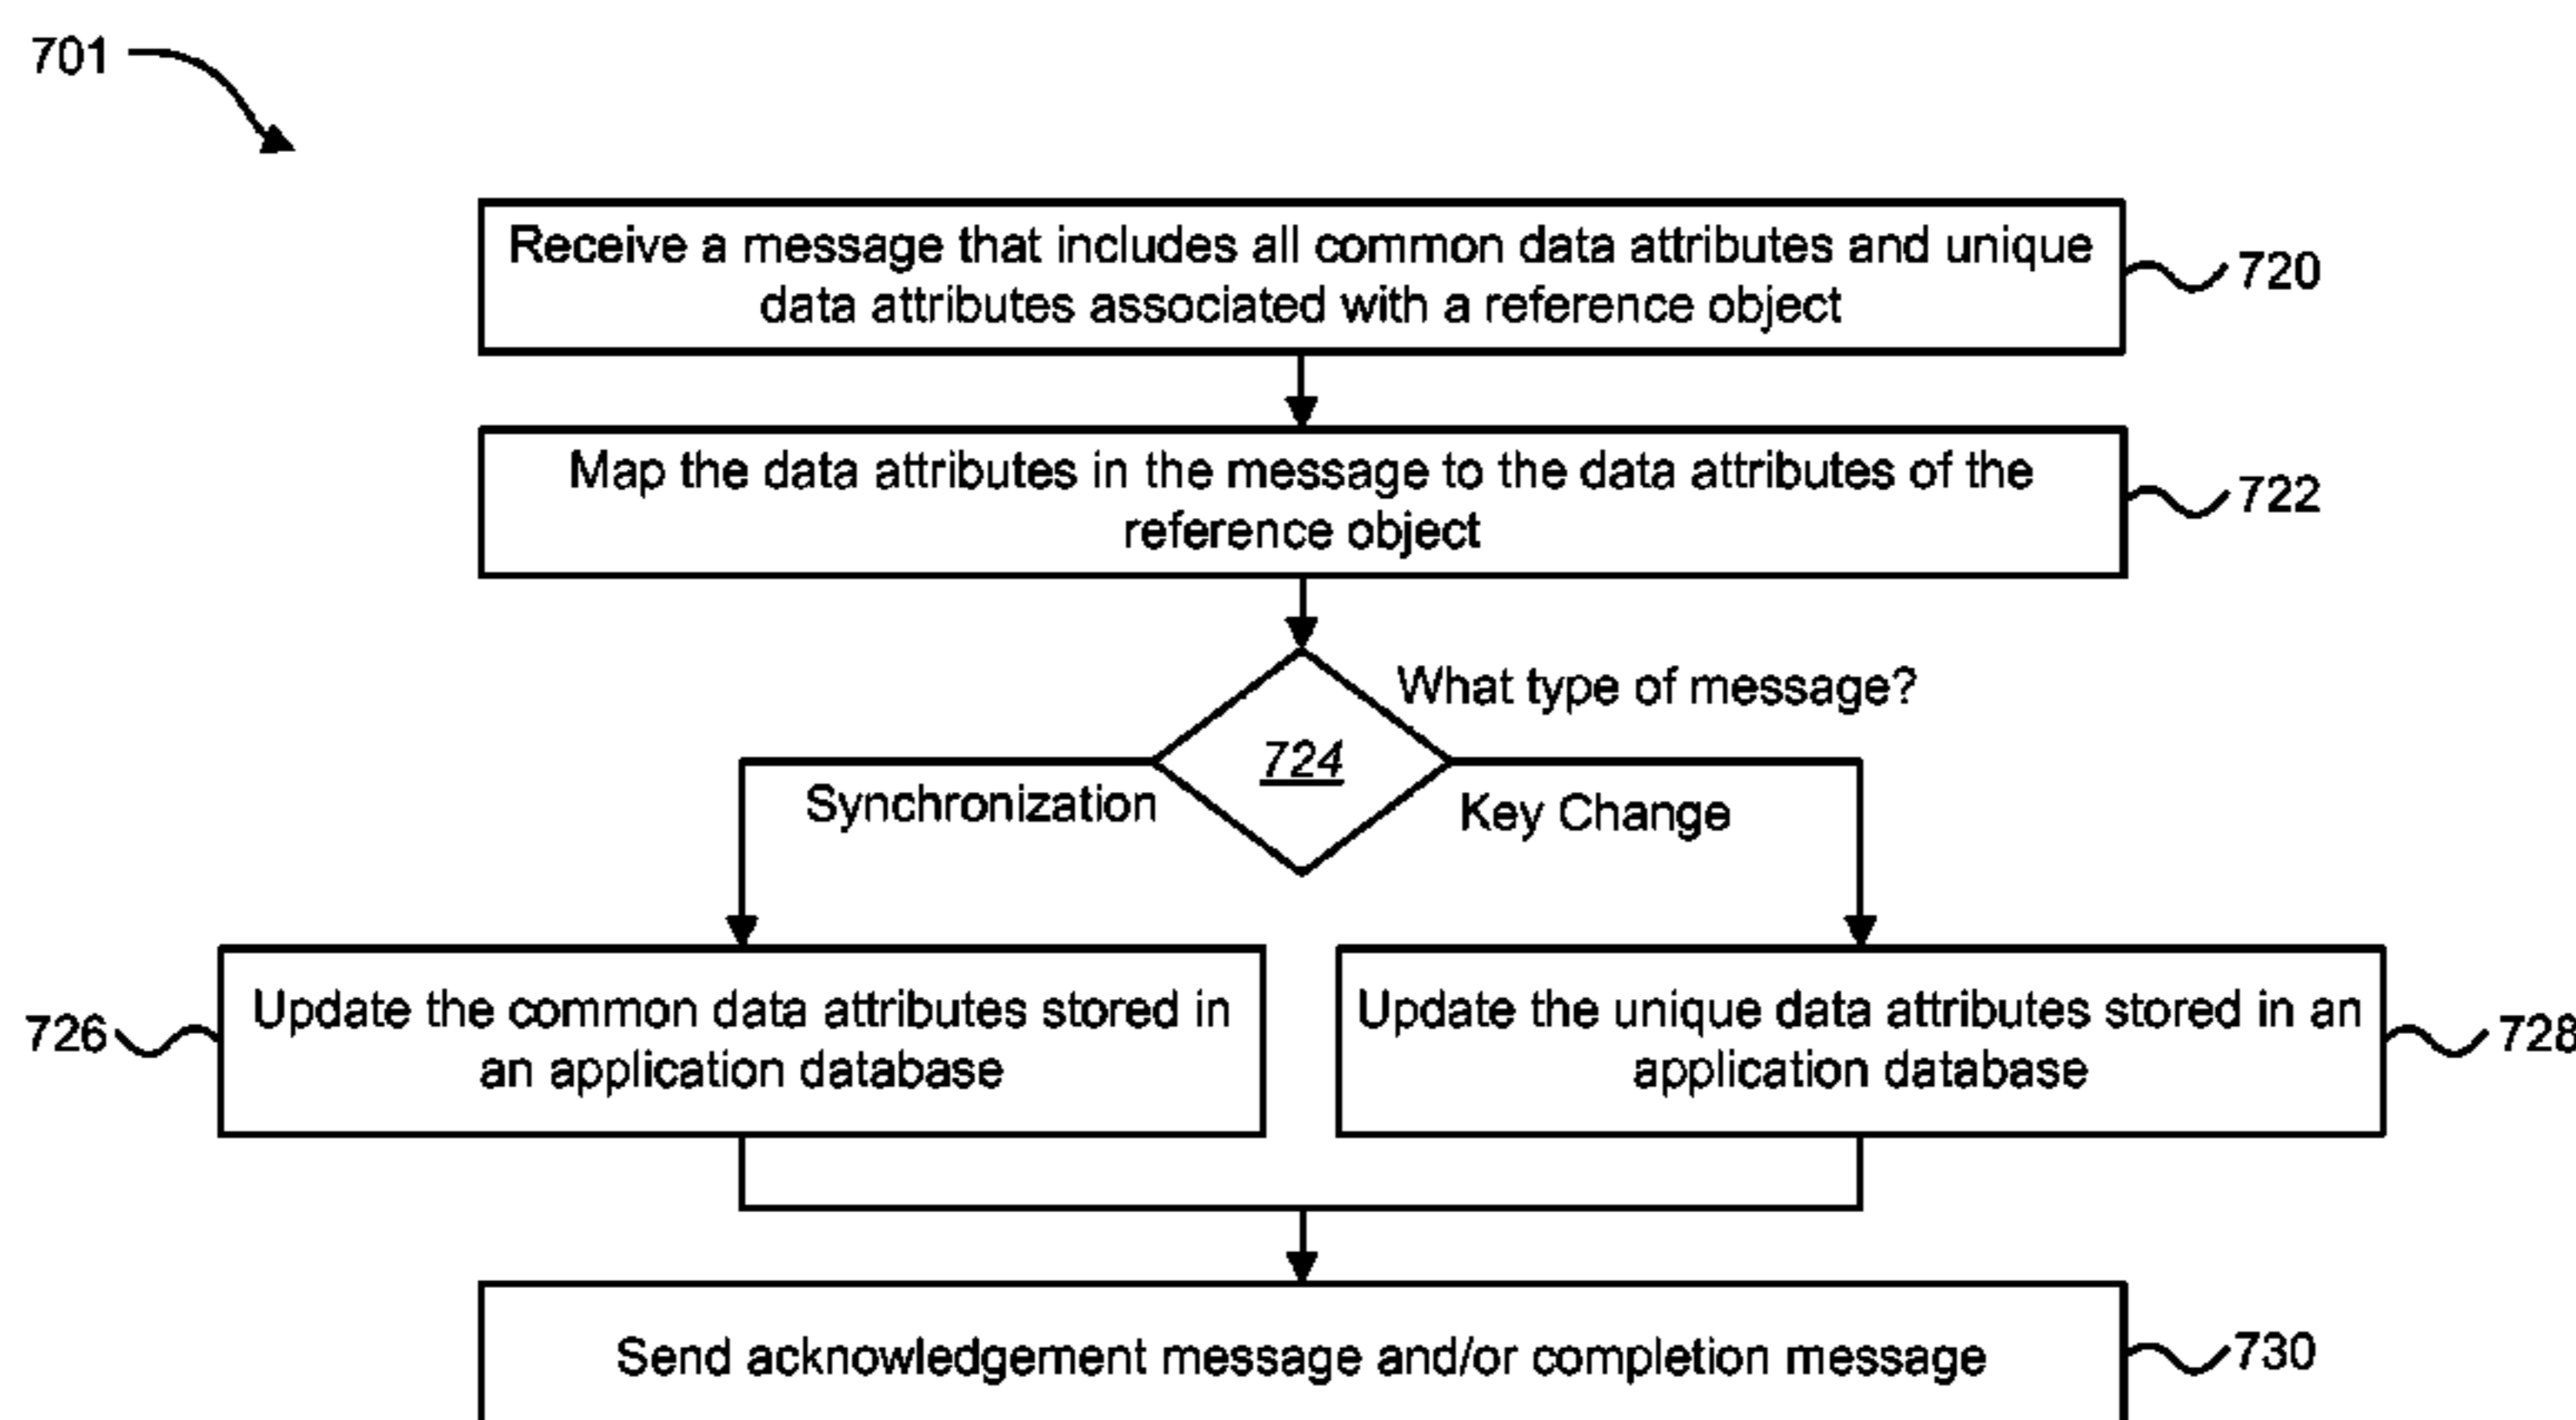 701
Receive a message that includes all common data attributes and unique
data attributes associated with a reference object
720
Map the data attributes in the message to the data attributes of the
reference object
722
What type of message?
724
Synchronization
Key Change
726
Update the common data attributes stored in
an application database
Update the unique data attributes stored in an
application database
728
Send acknowledgement message and/or completion message
730